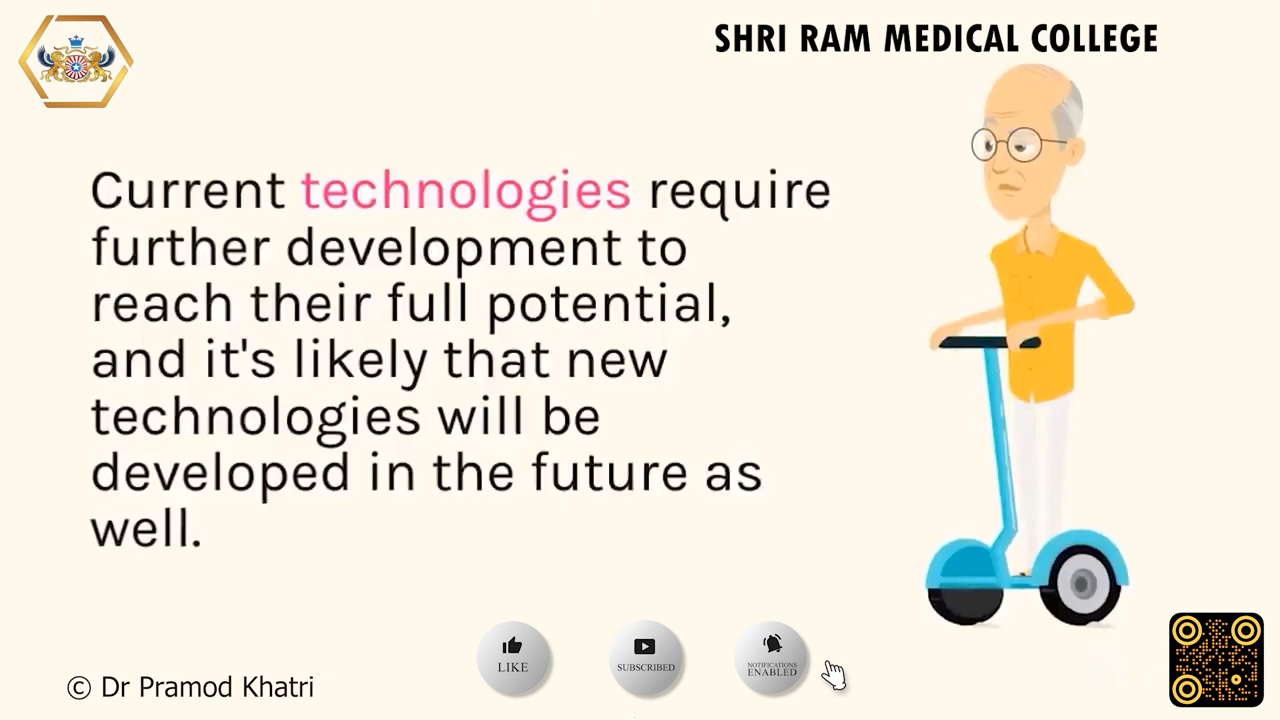 SHRI RAM MEDICAL COLLEGE
Current technologies require
further development to
reach their full potential,
and it's likely that new
technologies will be
developed in the future as
well.
LIKE
SUBSCRIBED
NOTIFICATIONS
ENABLED
© Dr Pramod Khatri